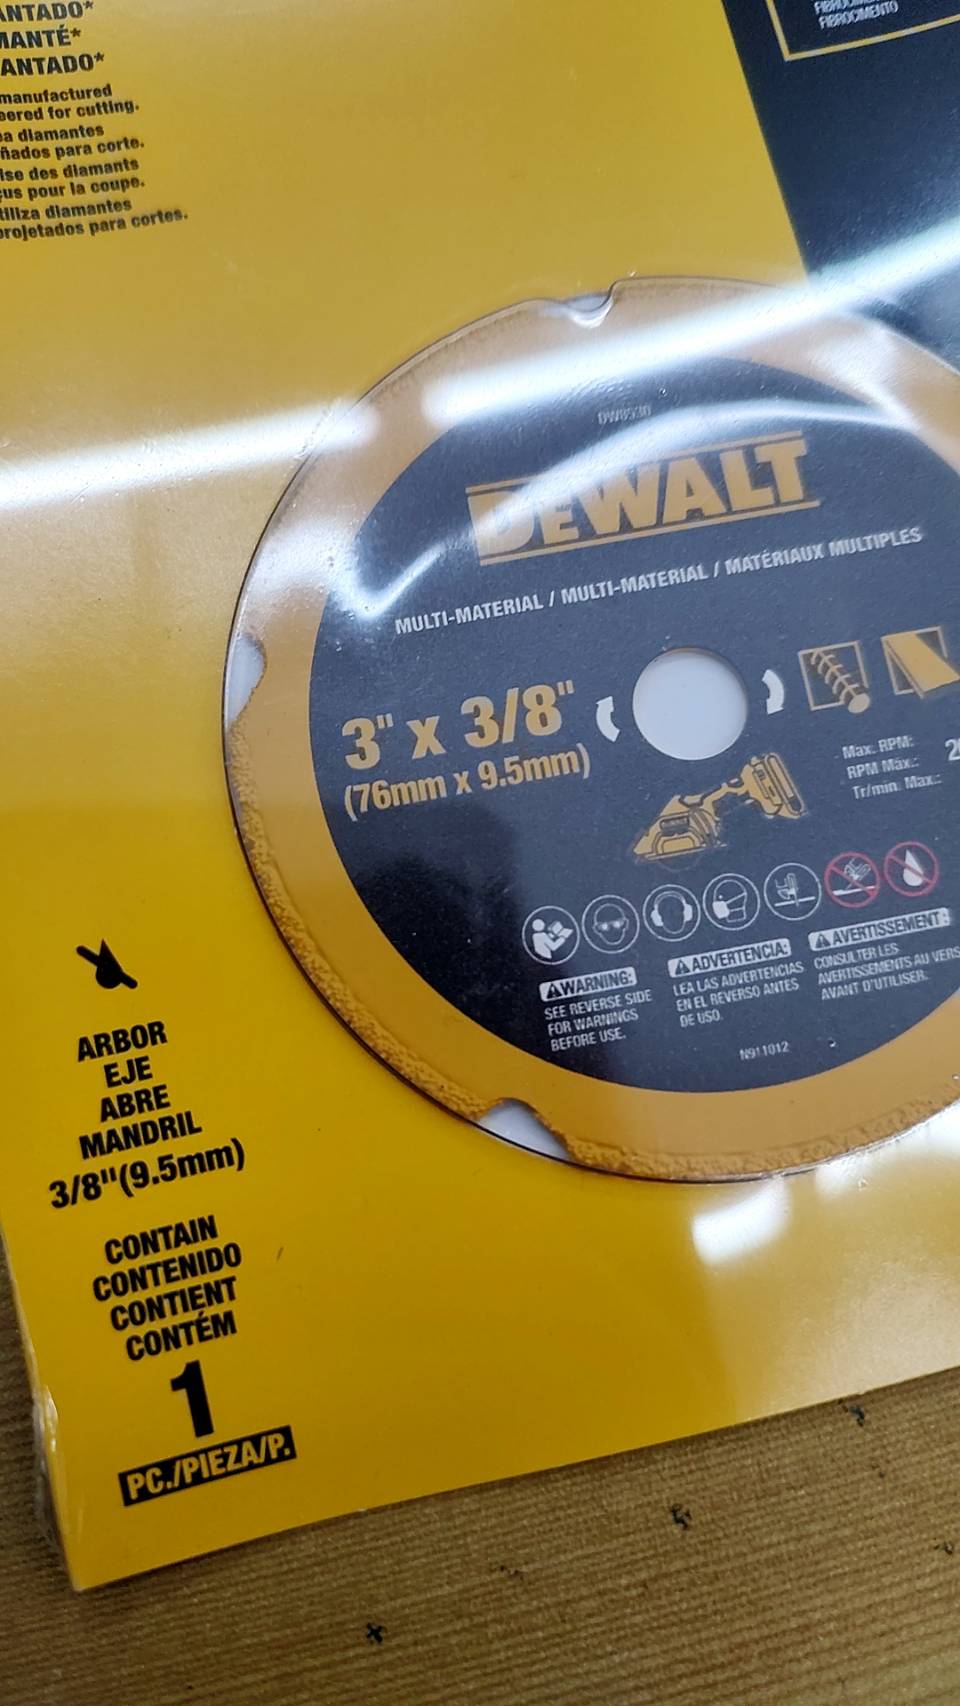 ANTADO*
MANTÉ*
ANTADO*
manufactured
ered for cutting.
a diamantes
ñados para corte.
ise des diamants
us pour la coupe.
tiliza diamantes
rojetados para cortes.
FIBROCIMENTO
DW8530
DEWALT
MULTI-MATERIAL / MULTI-MATERIAL / MATÉRIAUX MULTIPLES
3" x 3/8"
(76mm x 9.5mm)
Max. RPM:
RPM Máx.:
Tr/min. Max.:
WARNING:
SEE REVERSE SIDE
FOR WARNINGS
BEFORE USE.
ADVERTENCIA:
LEA LAS ADVERTENCIAS
EN EL REVERSO ANTES
DE USO.
AVERTISSEMENT:
CONSULTER LES
AVERTISSEMENTS AU VERS
AVANT D'UTILISER.
N911012
ARBOR
EJE
ABRE
MANDRIL
3/8"(9.5mm)
CONTAIN
CONTENIDO
CONTIENT
CONTÉM
1
PC./PIEZA/P.